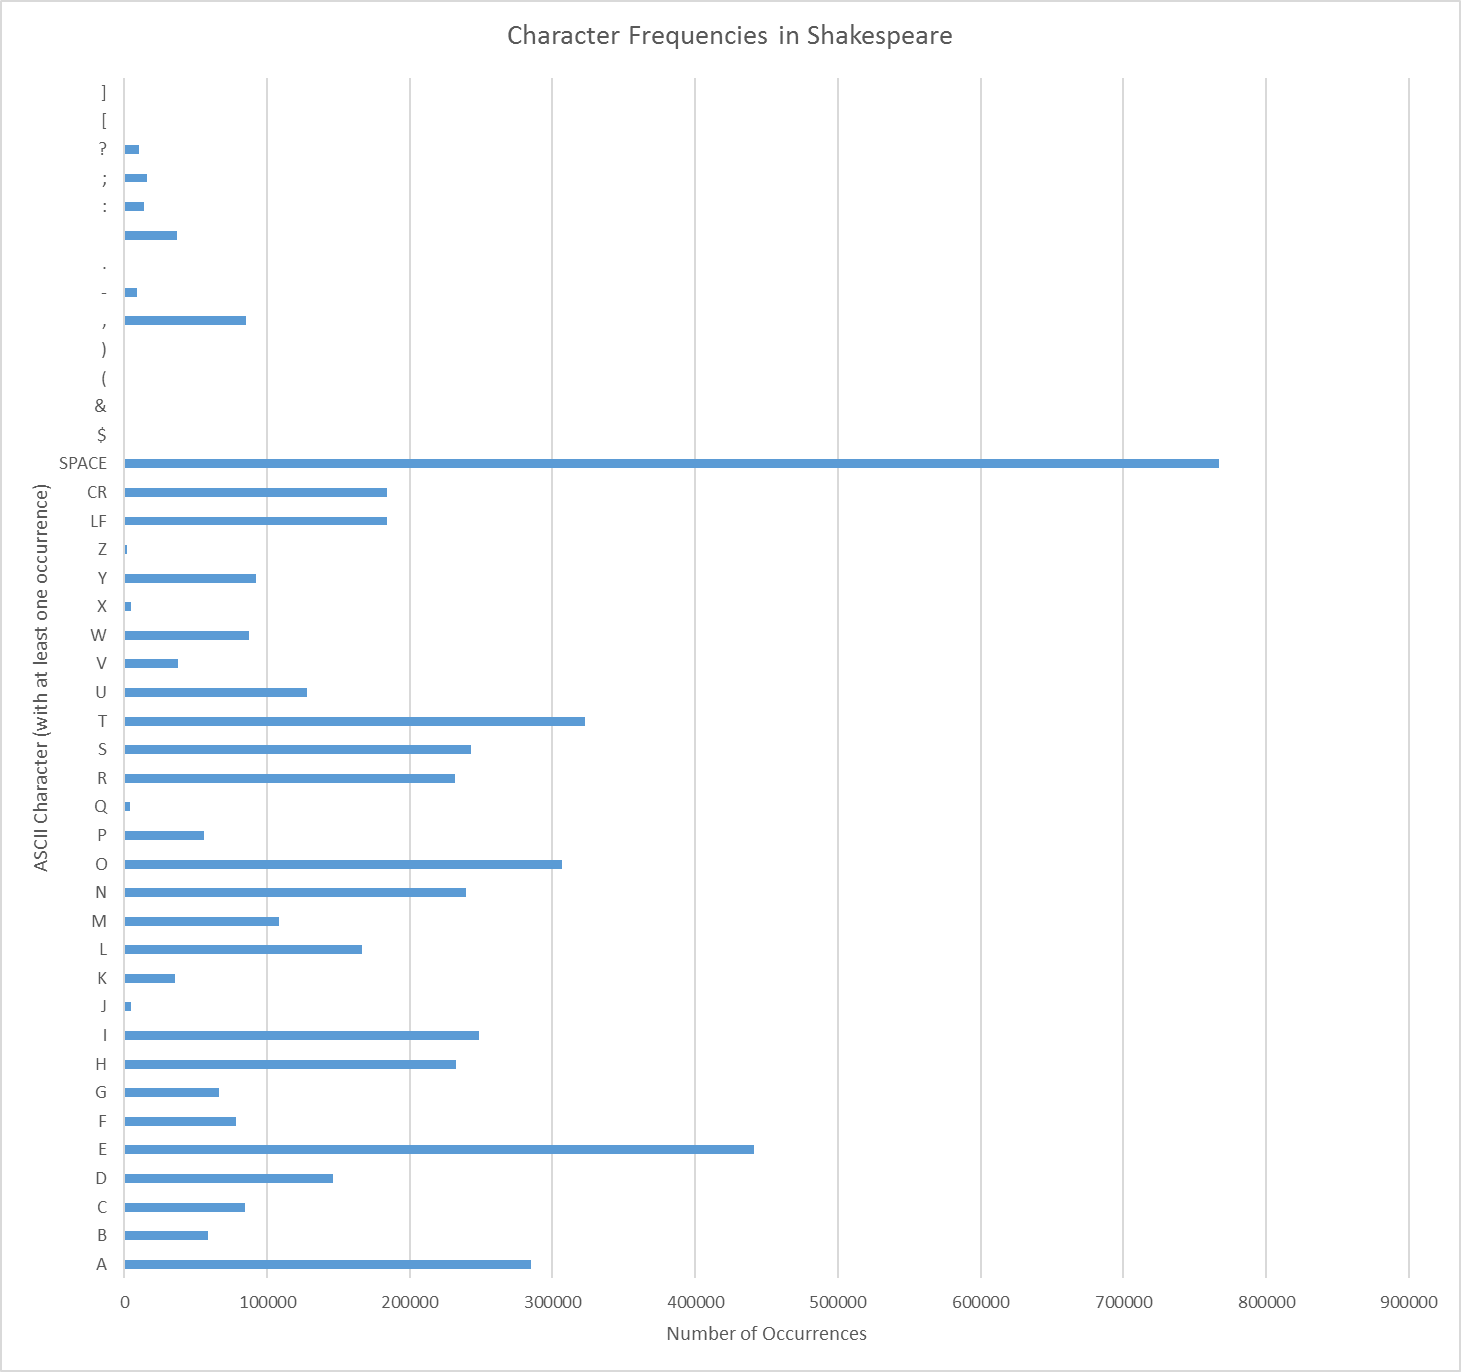 Character Frequencies in Shakespeare
ASCII Character (with at least one occurrence)
]
[
?
;
:
.
-
,
)
(
&
$
SPACE
CR
LF
Z
Y
X
W
V
U
T
S
R
Q
P
O
N
M
L
K
J
I
H
G
F
E
D
C
B
A
0 100000 200000 300000 400000 500000 600000 700000 800000 900000
Number of Occurrences